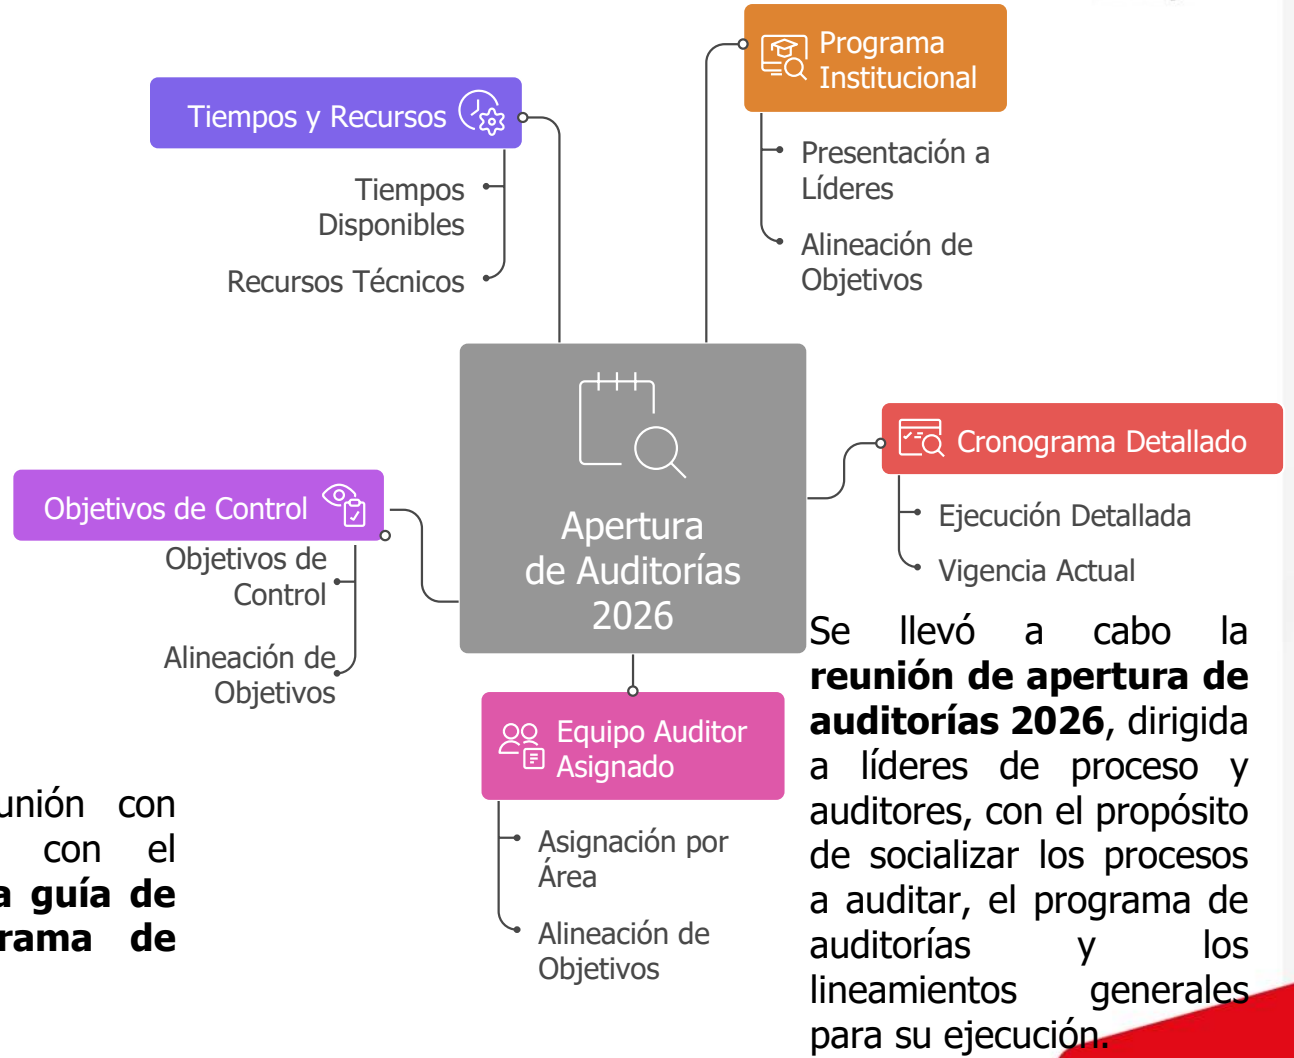 Programa
Institucional
Presentación a
Líderes
Alineación de
Objetivos
Tiempos y Recursos
Tiempos
Disponibles
Recursos Técnicos
Cronograma Detallado
Ejecución Detallada
Vigencia Actual
Objetivos de Control
Objetivos de
Control
Alineación de
Objetivos
Apertura
de Auditorías
2026
Equipo Auditor
Asignado
Asignación por
Área
Alineación de
Objetivos
Se llevó a cabo la
reunión de apertura de
auditorías 2026, dirigida
a líderes de proceso y
auditores, con el propósito
de socializar los procesos
a auditar, el programa de
auditorías y los
lineamientos generales
para su ejecución.
con
con el
guía de
de